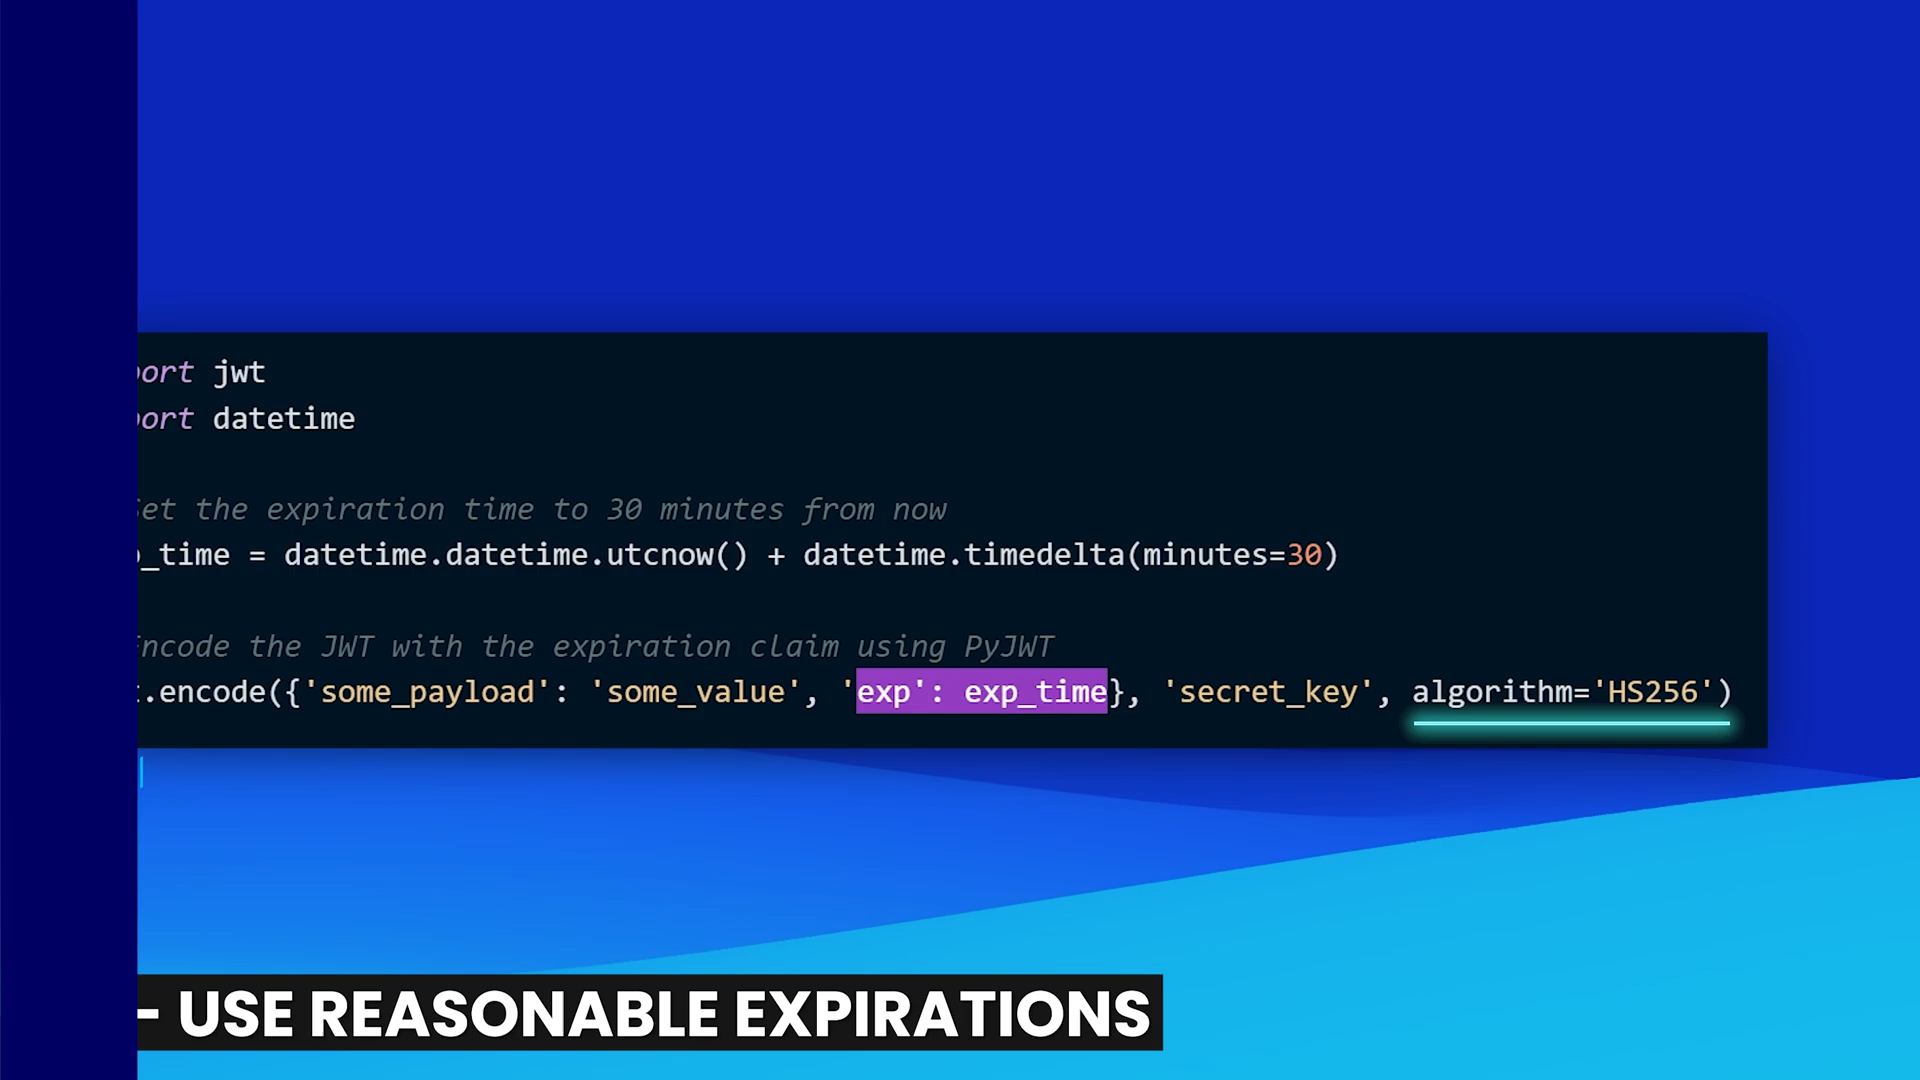 ort jwt
ort datetime
et the expiration time to 30 minutes from now
_time = datetime.datetime.utcnow() + datetime.timedelta(minutes=30)
ncode the JWT with the expiration claim using PyJWT
.encode({'some_payload': 'some_value', 'exp': exp_time}, 'secret_key', algorithm='HS256')
- USE REASONABLE EXPIRATIONS